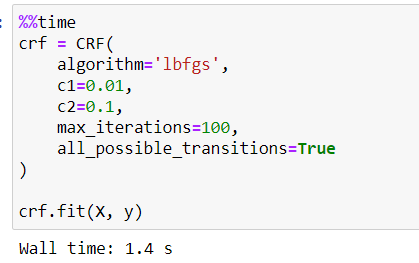 %%time
crf = CRF(
    algorithm='lbfgs',
    c1=0.01,
    c2=0.1,
    max_iterations=100,
    all_possible_transitions=True
)

crf.fit(X, y)
Wall time: 1.4 s